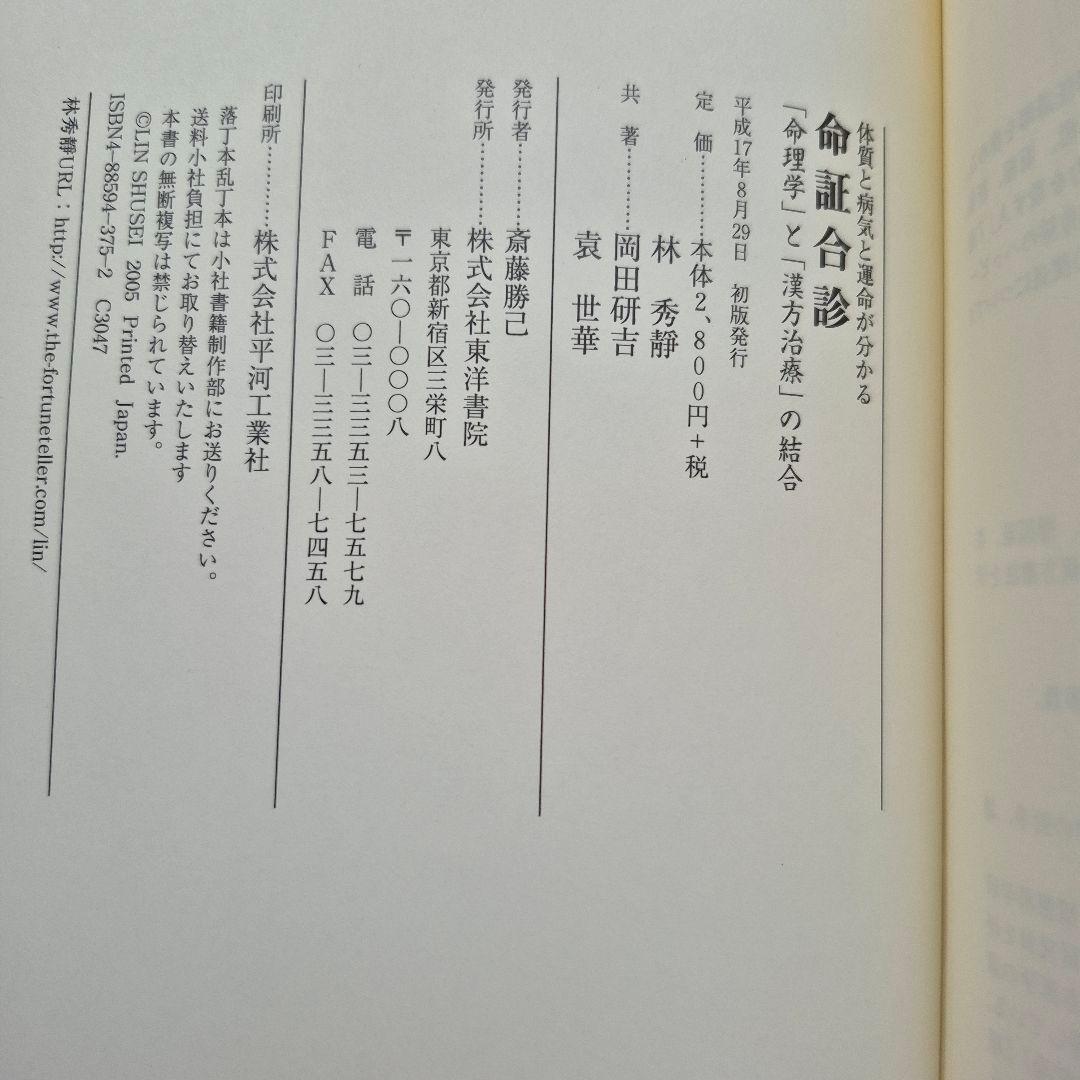 体質と病気と運命が分かる
命証合診
「命理学」と「漢方治療」の結合
平成17年8月29日　初版発行
定　価…………本体2、800円＋税
林　秀靜
共　著…………岡田研吉
袁　世華
発行者…………斎藤勝己
発行所…………株式会社東洋書院
東京都新宿区三栄町八
〒一六〇―〇〇〇八
電　話　〇三―三三五三―七五七九
ＦＡＸ　〇三―三三五八―七四五八
印刷所…………株式会社平河工業社
落丁本乱丁本は小社書籍制作部にお送りください。
送料小社負担にてお取り替えいたします
本書の無断複写は禁じられています。
©LIN SHUSEI 2005 Printed Japan.
ISBN4-88594-375-2 C3047
林秀靜URL：http://www.the-fortuneteller.com/lin/